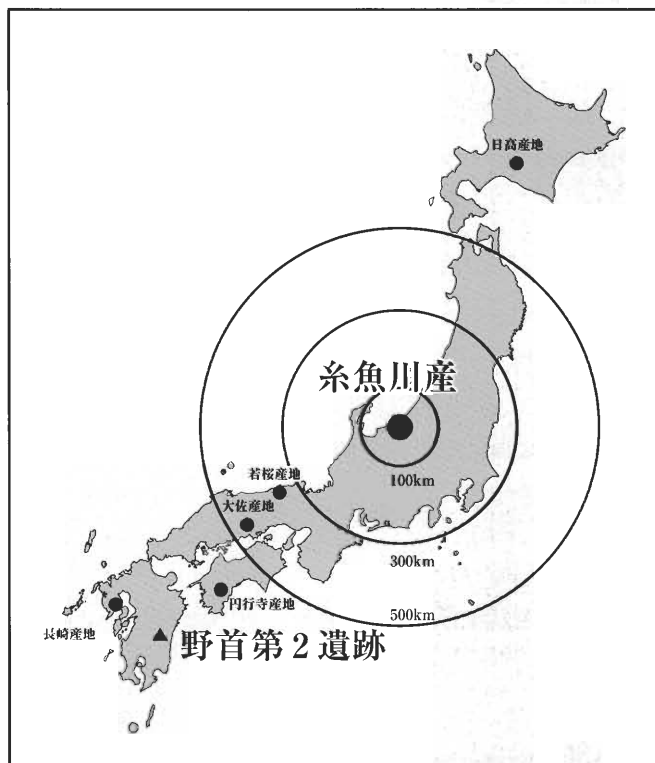 日高産地
糸魚川産
100km
若桜産地
大佐産地
300km
円行寺産地
500km
長崎産地
野首第2遺跡